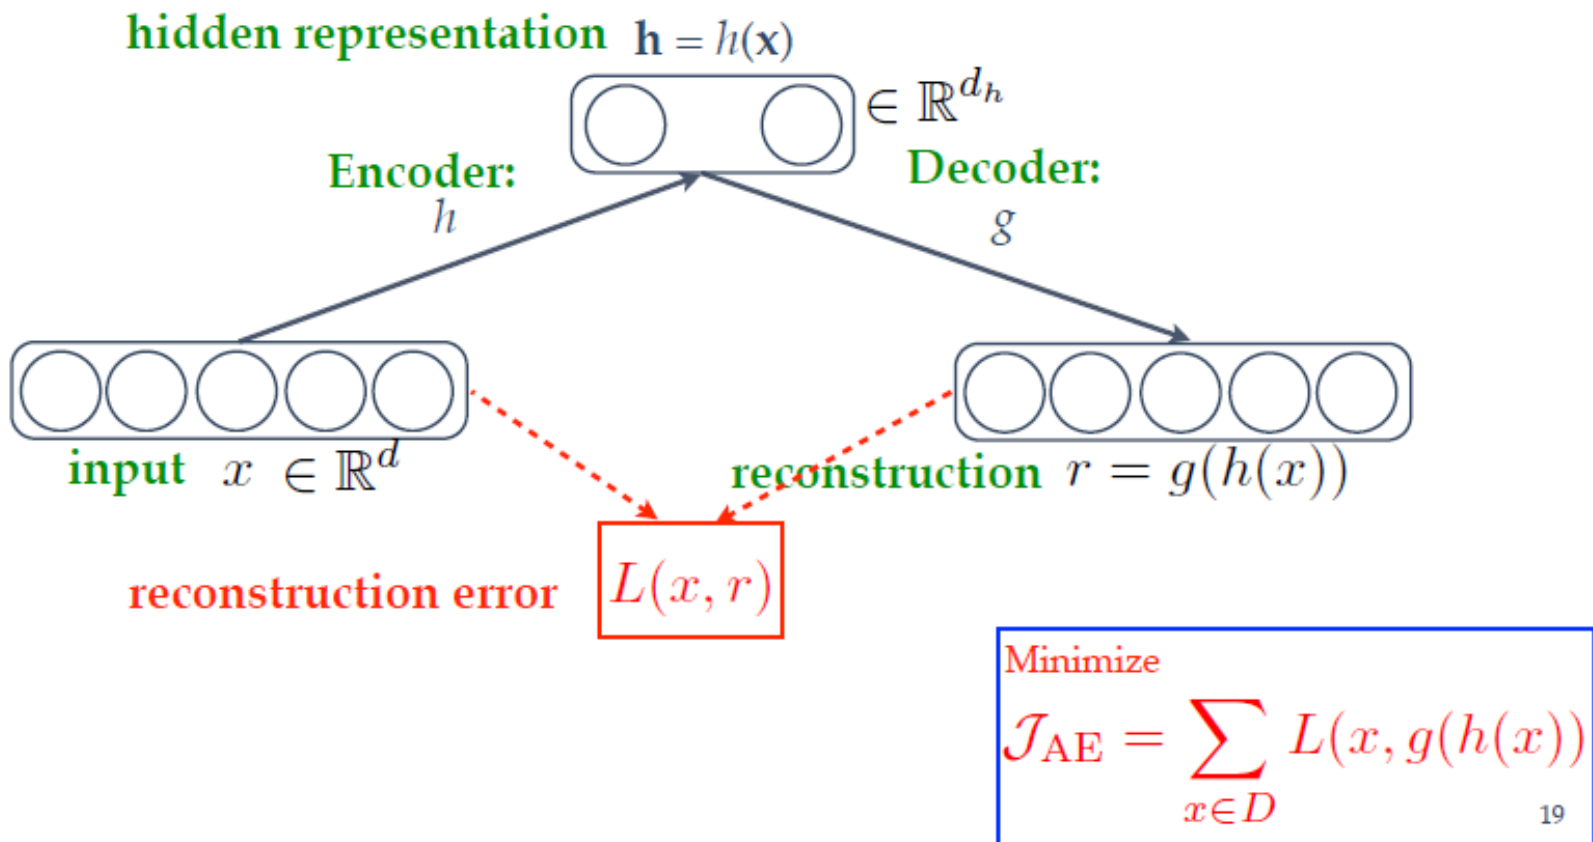 hidden representation h = h(x)
∈ ℝ^{d_h}
Encoder:
h
Decoder:
g
input x ∈ ℝ^d
reconstruction r = g(h(x))
reconstruction error L(x, r)
Minimize
𝒥_AE = ∑_{x∈D} L(x, g(h(x))
19